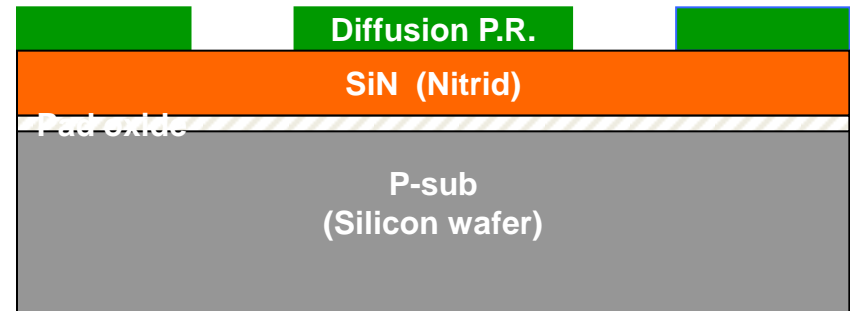 Diffusion P.R.
SiN (Nitrid)
Pad oxide
P-sub
(Silicon wafer)